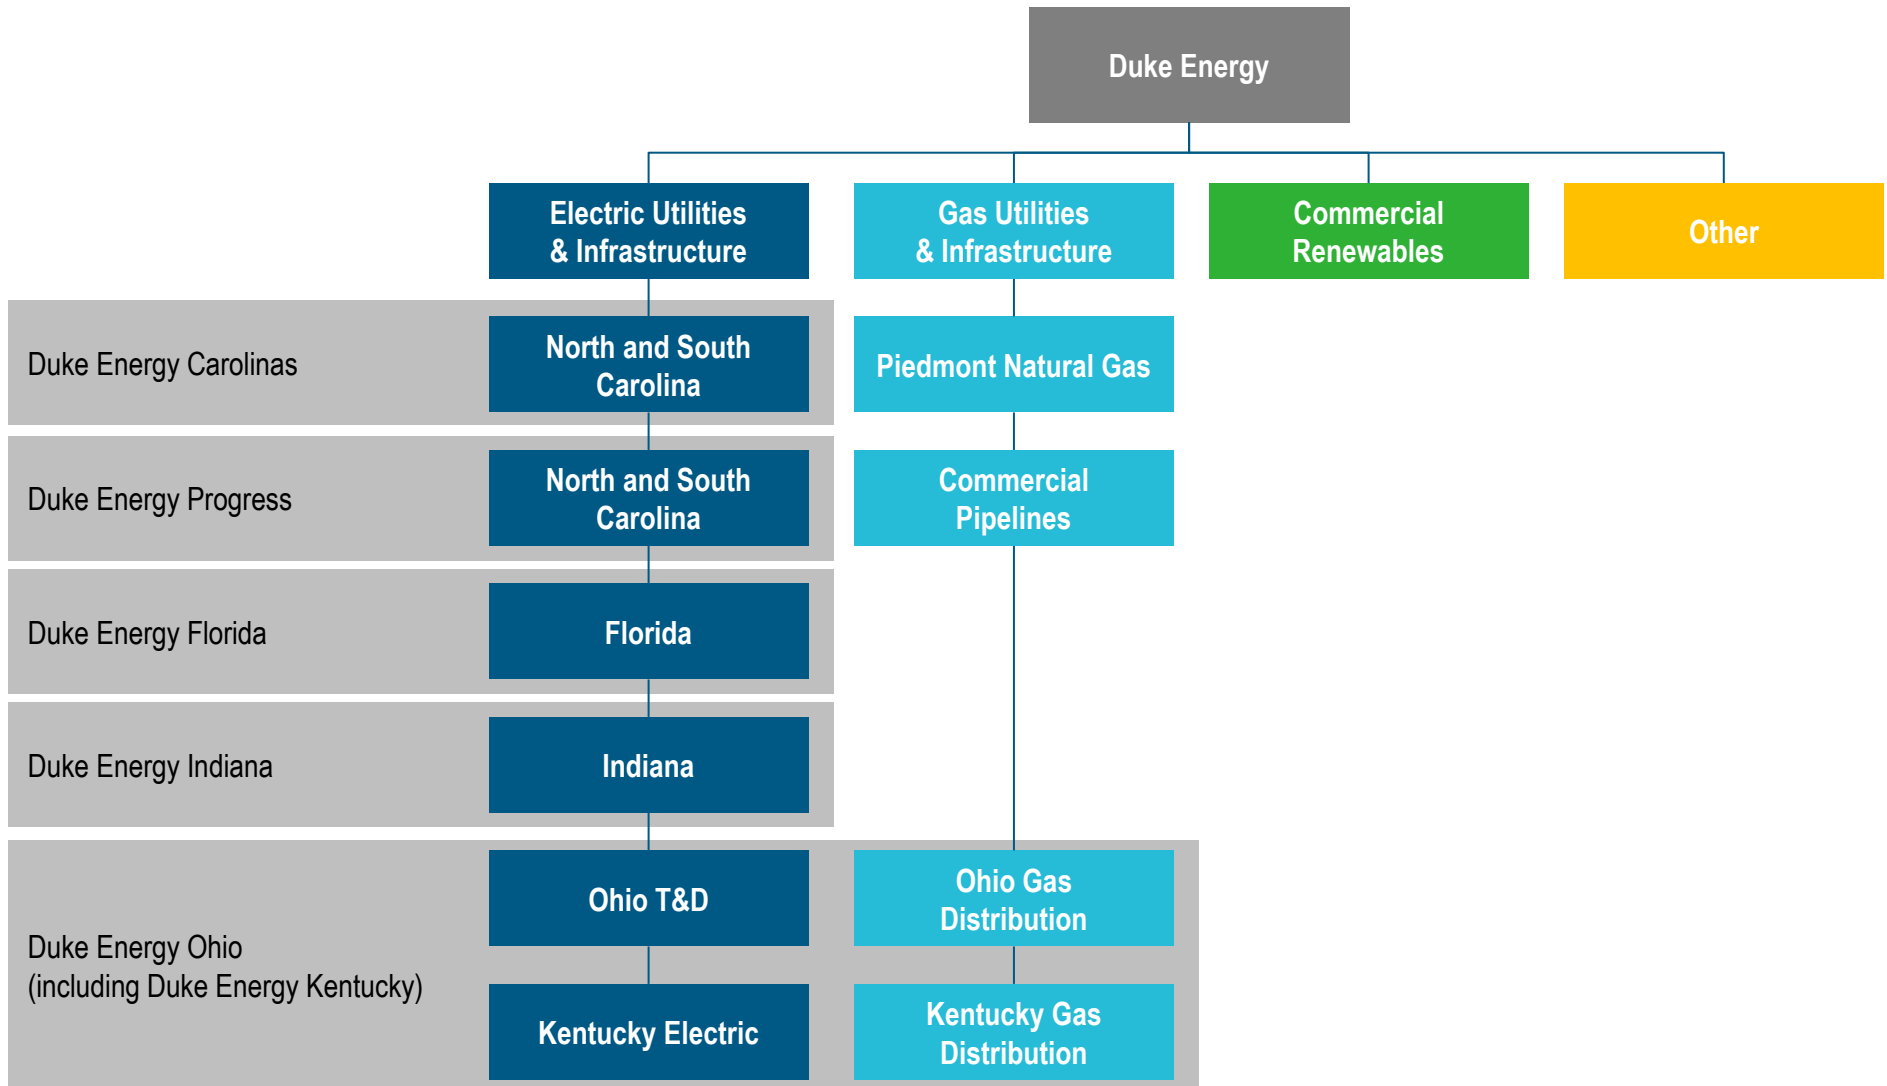 Duke Energy
Electric Utilities
& Infrastructure
Gas Utilities
& Infrastructure
Commercial
Renewables
Other
Duke Energy Carolinas
North and South
Carolina
Piedmont Natural Gas
Duke Energy Progress
North and South
Carolina
Commercial
Pipelines
Duke Energy Florida
Florida
Duke Energy Indiana
Indiana
Duke Energy Ohio
(including Duke Energy Kentucky)
Ohio T&D
Ohio Gas
Distribution
Kentucky Electric
Kentucky Gas
Distribution